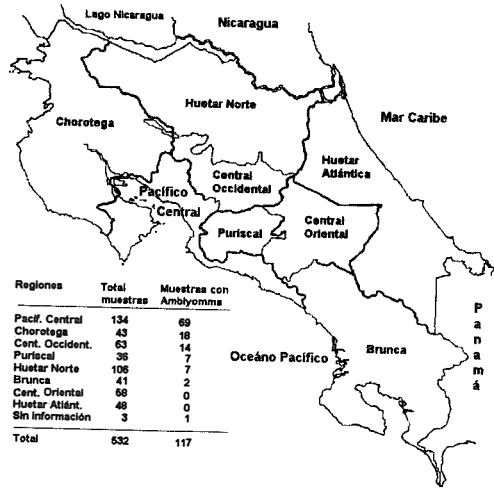 Lago Nicaragua
Nicaragua
Huetar Norte
Mar Caribe
Chorotega
Huetar
Atlántica
Central
Occidental
Pacífico
Central
Puriscal
Central
Oriental
Regiones Total muestras Muestras con Amblyomma
Pacíf. Central 134 69
Chorotega 43 18
Cent. Occident. 63 14
Puriscal 36 7
Huetar Norte 106 7
Brunca 41 2
Cent. Oriental 58 0
Huetar Atlánt. 48 0
Sin información 3 1
Total 532 117
Océano Pacífico
Brunca
Panamá